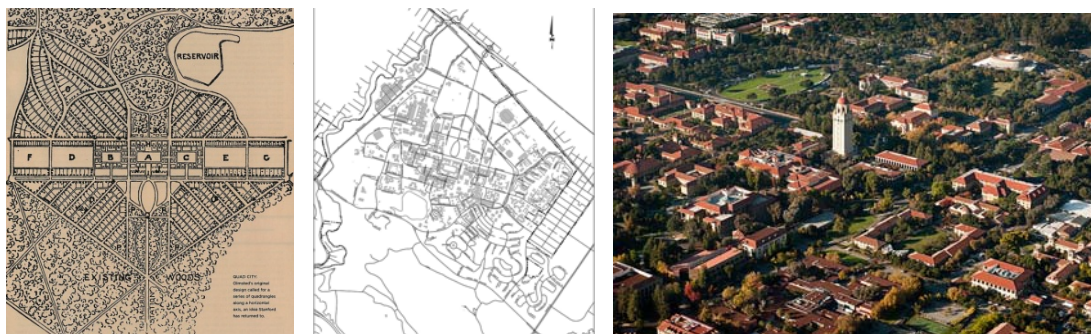 RESERVOIR
F D B A C E G
EXISTING WOODS
QUAD CITY
Olmsted's original
design called for a
series of quadrangles
along a horizontal
axis, an idea Stanford
has returned to.